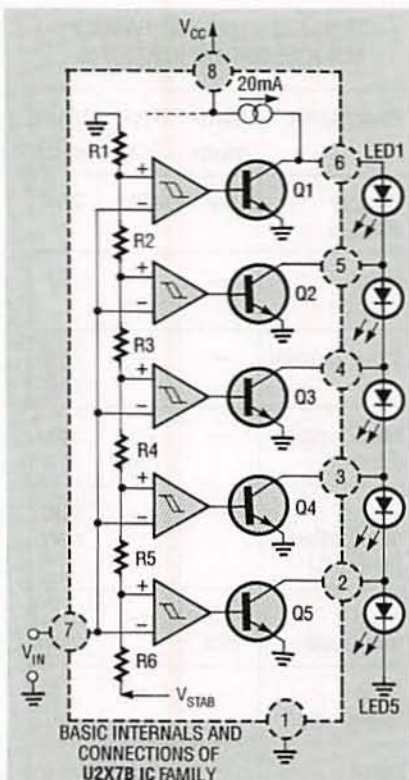 VCC
8
20mA
R1
+
−
Q1
6
LED1
R2
+
−
Q2
5
R3
+
−
Q3
4
R4
+
−
Q4
3
R5
+
−
Q5
2
7
VIN
R6
VSTAB
1
LED5
BASIC INTERNALS AND
CONNECTIONS OF
U2X7B IC FAMILY